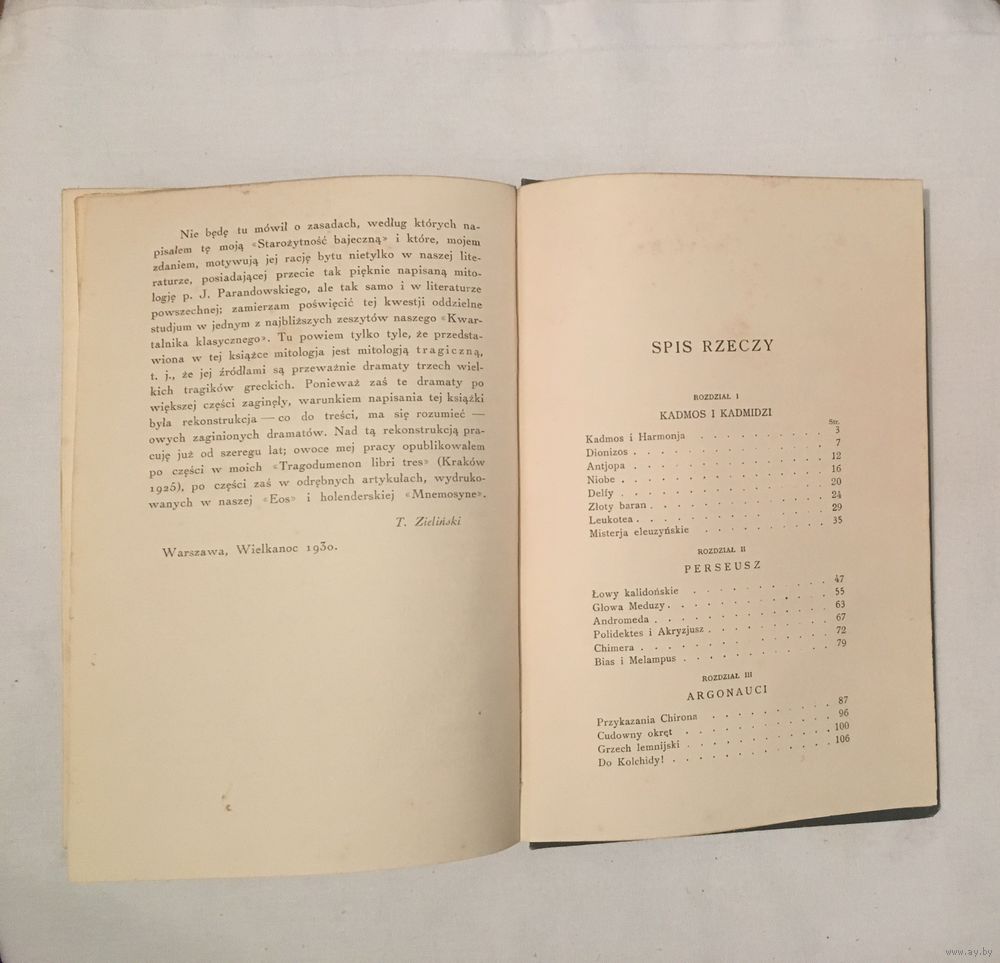 Nie będę tu mówił o zasadach, według których na-
pisałem tę moją «Starożytność bajeczną» i które, mojem
zdaniem, motywują jej rację bytu nietylko w naszej lite-
raturze, posiadającej przecie tak pięknie napisaną mito-
logję p. J. Parandowskiego, ale tak samo i w literaturze
powszechnej; zamierzam poświęcić tej kwestji oddzielne
studjum w jednym z najbliższych zeszytów naszego «Kwar-
talnika klasycznego». Tu powiem tylko tyle, że przedsta-
wiona w tej książce mitologja jest mitologją tragiczną,
t. j., że jej źródłami są przeważnie dramaty trzech wiel-
kich tragików greckich. Ponieważ zaś te dramaty po
większej części zaginęły, warunkiem napisania tej książki
była rekonstrukcja — co do treści, ma się rozumieć —
owych zaginionych dramatów. Nad tą rekonstrukcją pra-
cuję już od szeregu lat; owoce mej pracy opublikowałem
po części w moich «Tragodumenon libri tres» (Kraków
1925), po części zaś w odrębnych artykułach, wydruko-
wanych w naszej «Eos» i holenderskiej «Mnemosyne».
T. Zieliński
Warszawa, Wielkanoc 1930.
SPIS RZECZY
ROZDZIAŁ I
KADMOS I KADMIDZI
Str.
Kadmos i Harmonja . . . . . . . . 3
Dionizos . . . . . . . . . . . 7
Antjopa . . . . . . . . . . . 12
Niobe . . . . . . . . . . . . 16
Delfy . . . . . . . . . . . . 20
Złoty baran . . . . . . . . . . 24
Leukotea . . . . . . . . . . . 29
Misterja eleuzyńskie . . . . . . . . 35
ROZDZIAŁ II
PERSEUSZ
Łowy kalidońskie . . . . . . . . 47
Głowa Meduzy . . . . . . . . . 55
Andromeda . . . . . . . . . . 63
Polidektes i Akryzjusz . . . . . . . 67
Chimera . . . . . . . . . . . 72
Bias i Melampus . . . . . . . . . 79
ROZDZIAŁ III
ARGONAUCI
Przykazania Chirona . . . . . . . . 87
Cudowny okręt . . . . . . . . . 96
Grzech lemnijski . . . . . . . . . 100
Do Kolchidy! . . . . . . . . . . 106
www.ay.by